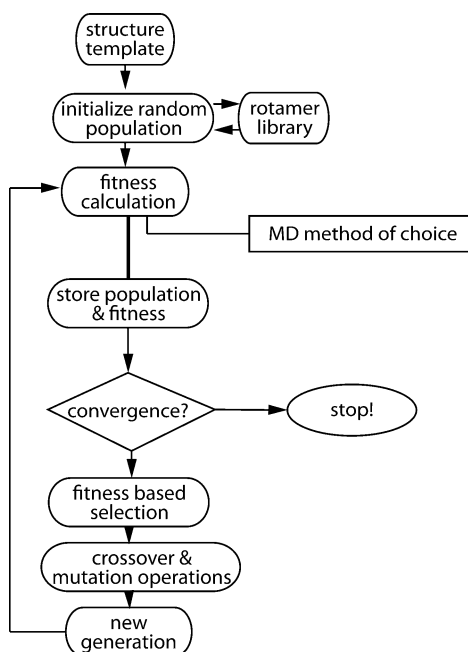 structure
template
initialize random
population
rotamer
library
fitness
calculation
MD method of choice
store population
& fitness
convergence?
stop!
fitness based
selection
crossover &
mutation operations
new
generation